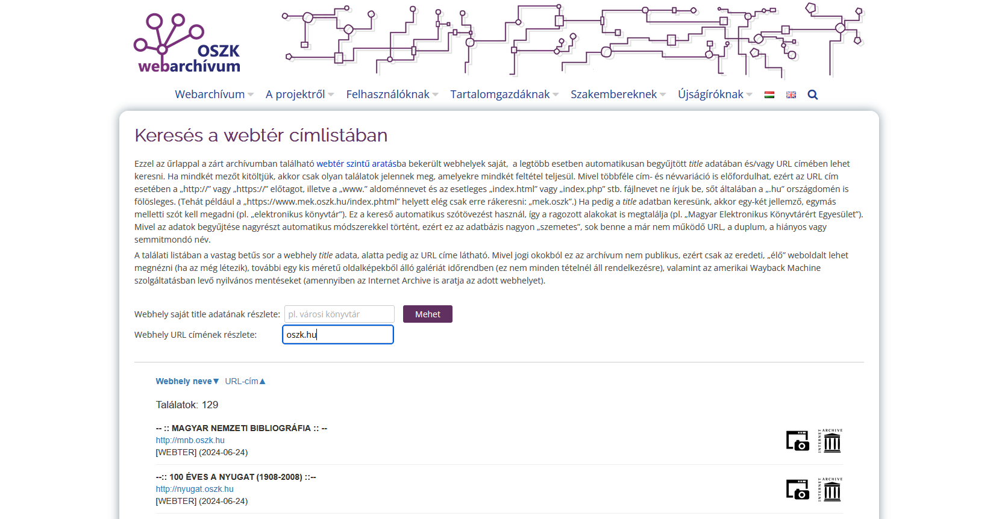 OSZK
webarchívum
Webarchívum A projektről Felhasználóknak Tartalomgazdáknak Szakembereknek Újságíróknak
Keresés a webtér címlistában
Ezzel az űrlappal a zárt archívumban található webtér szintű aratásba bekerült webhelyek saját, a legtöbb esetben automatikusan begyűjtött title adatában és/vagy URL címében lehet
keresni. Ha mindkét mezőt kitöltjük, akkor csak olyan találatok jelennek meg, amelyekre mindkét feltétel teljesül. Mivel többféle cím- és névvariáció is előfordulhat, ezért az URL cím
esetében a „http://” vagy „https://” előtagot, illetve a „www.” aldoménnevet és az esetleges „index.html” vagy „index.php” stb. fájlnevet ne írjuk be, sőt általában a „.hu” országdomén is
fölösleges. (Tehát például a „https://www.mek.oszk.hu/index.phtml” helyett elég csak erre rákeresni: „mek.oszk”.) Ha pedig a title adatban keresünk, akkor egy-két jellemző, egymás
melletti szót kell megadni (pl. „elektronikus könyvtár”). Ez a kereső automatikus szótövezést használ, így a ragozott alakokat is megtalálja (pl. „Magyar Elektronikus Könyvtárért Egyesület”).
Mivel az adatok begyűjtése nagyrészt automatikus módszerekkel történt, ezért ez az adatbázis nagyon „szemetes”, sok benne a már nem működő URL, a duplum, a hiányos vagy
semmitmondó név.
A találati listában a vastag betűs sor a webhely title adata, alatta pedig az URL címe látható. Mivel jogi okokból ez az archívum nem publikus, ezért csak az eredeti, „élő” weboldalt lehet
megnézni (ha az még létezik), további egy kis méretű oldalképekből álló galériát időrendben (ez nem minden tételnél áll rendelkezésre), valamint az amerikai Wayback Machine
szolgáltatásban levő nyilvános mentéseket (amennyiben az Internet Archive is aratja az adott webhelyet).
Webhely saját title adatának részlete: pl. városi könyvtár Mehet
Webhely URL címének részlete: oszk.hu
Webhely neve▼ URL-cím▲
Találatok: 129
-- :: MAGYAR NEMZETI BIBLIOGRÁFIA :: --
http://mnb.oszk.hu
[WEBTER] (2024-06-24)
INTERNET ARCHIVE
--:: 100 ÉVES A NYUGAT (1908-2008) ::--
http://nyugat.oszk.hu
[WEBTER] (2024-06-24)
INTERNET ARCHIVE